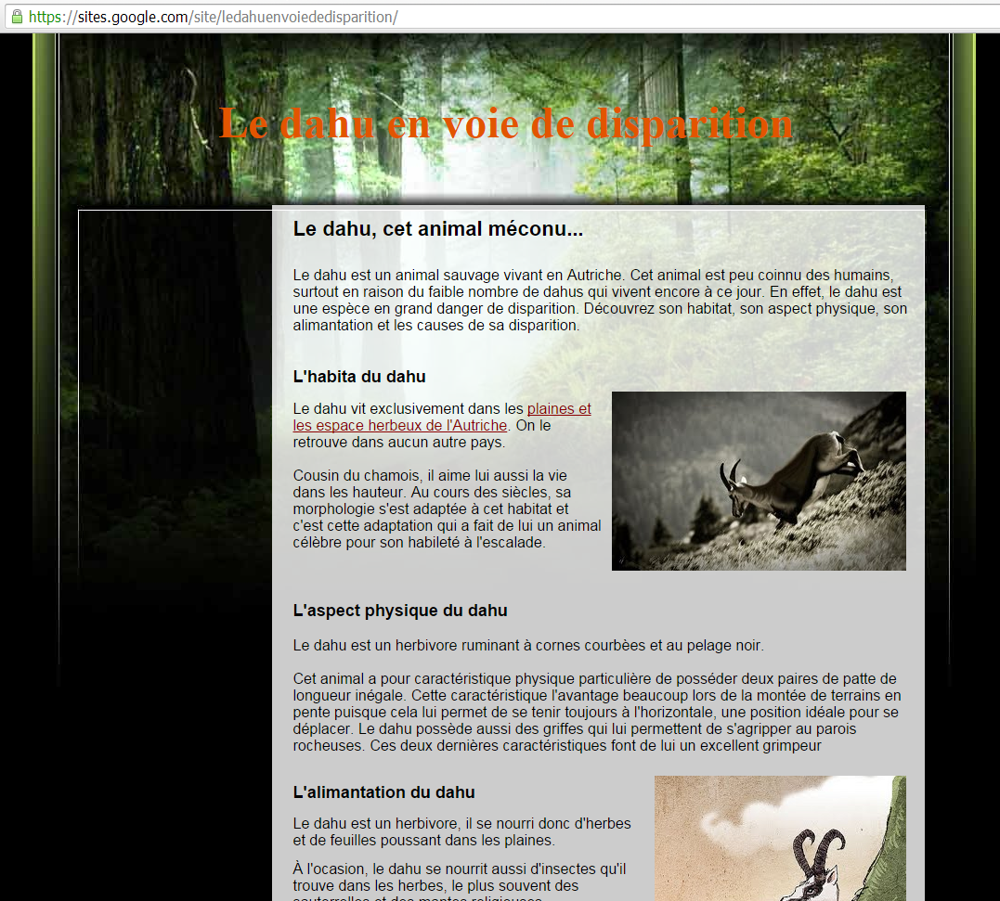 https://sites.google.com/site/ledahuenvoiededisparition/
Le dahu en voie de disparition
Le dahu, cet animal méconu...
Le dahu est un animal sauvage vivant en Autriche. Cet animal est peu coinnu des humains,
surtout en raison du faible nombre de dahus qui vivent encore à ce jour. En effet, le dahu est
une espèce en grand danger de disparition. Découvrez son habitat, son aspect physique, son
alimantation et les causes de sa disparition.
L'habita du dahu
Le dahu vit exclusivement dans les plaines et
les espace herbeux de l'Autriche. On le
retrouve dans aucun autre pays.
Cousin du chamois, il aime lui aussi la vie
dans les hauteur. Au cours des siècles, sa
morphologie s'est adaptée à cet habitat et
c'est cette adaptation qui a fait de lui un animal
célèbre pour son habileté à l'escalade.
L'aspect physique du dahu
Le dahu est un herbivore ruminant à cornes courbèes et au pelage noir.
Cet animal a pour caractéristique physique particulière de posséder deux paires de patte de
longueur inégale. Cette caractéristique l'avantage beaucoup lors de la montée de terrains en
pente puisque cela lui permet de se tenir toujours à l'horizontale, une position idéale pour se
déplacer. Le dahu possède aussi des griffes qui lui permettent de s'agripper au parois
rocheuses. Ces deux dernières caractéristiques font de lui un excellent grimpeur
L'alimantation du dahu
Le dahu est un herbivore, il se nourri donc d'herbes
et de feuilles poussant dans les plaines.
À l'ocasion, le dahu se nourrit aussi d'insectes qu'il
trouve dans les herbes, le plus souvent des
sauterelles et des mantes religieuses